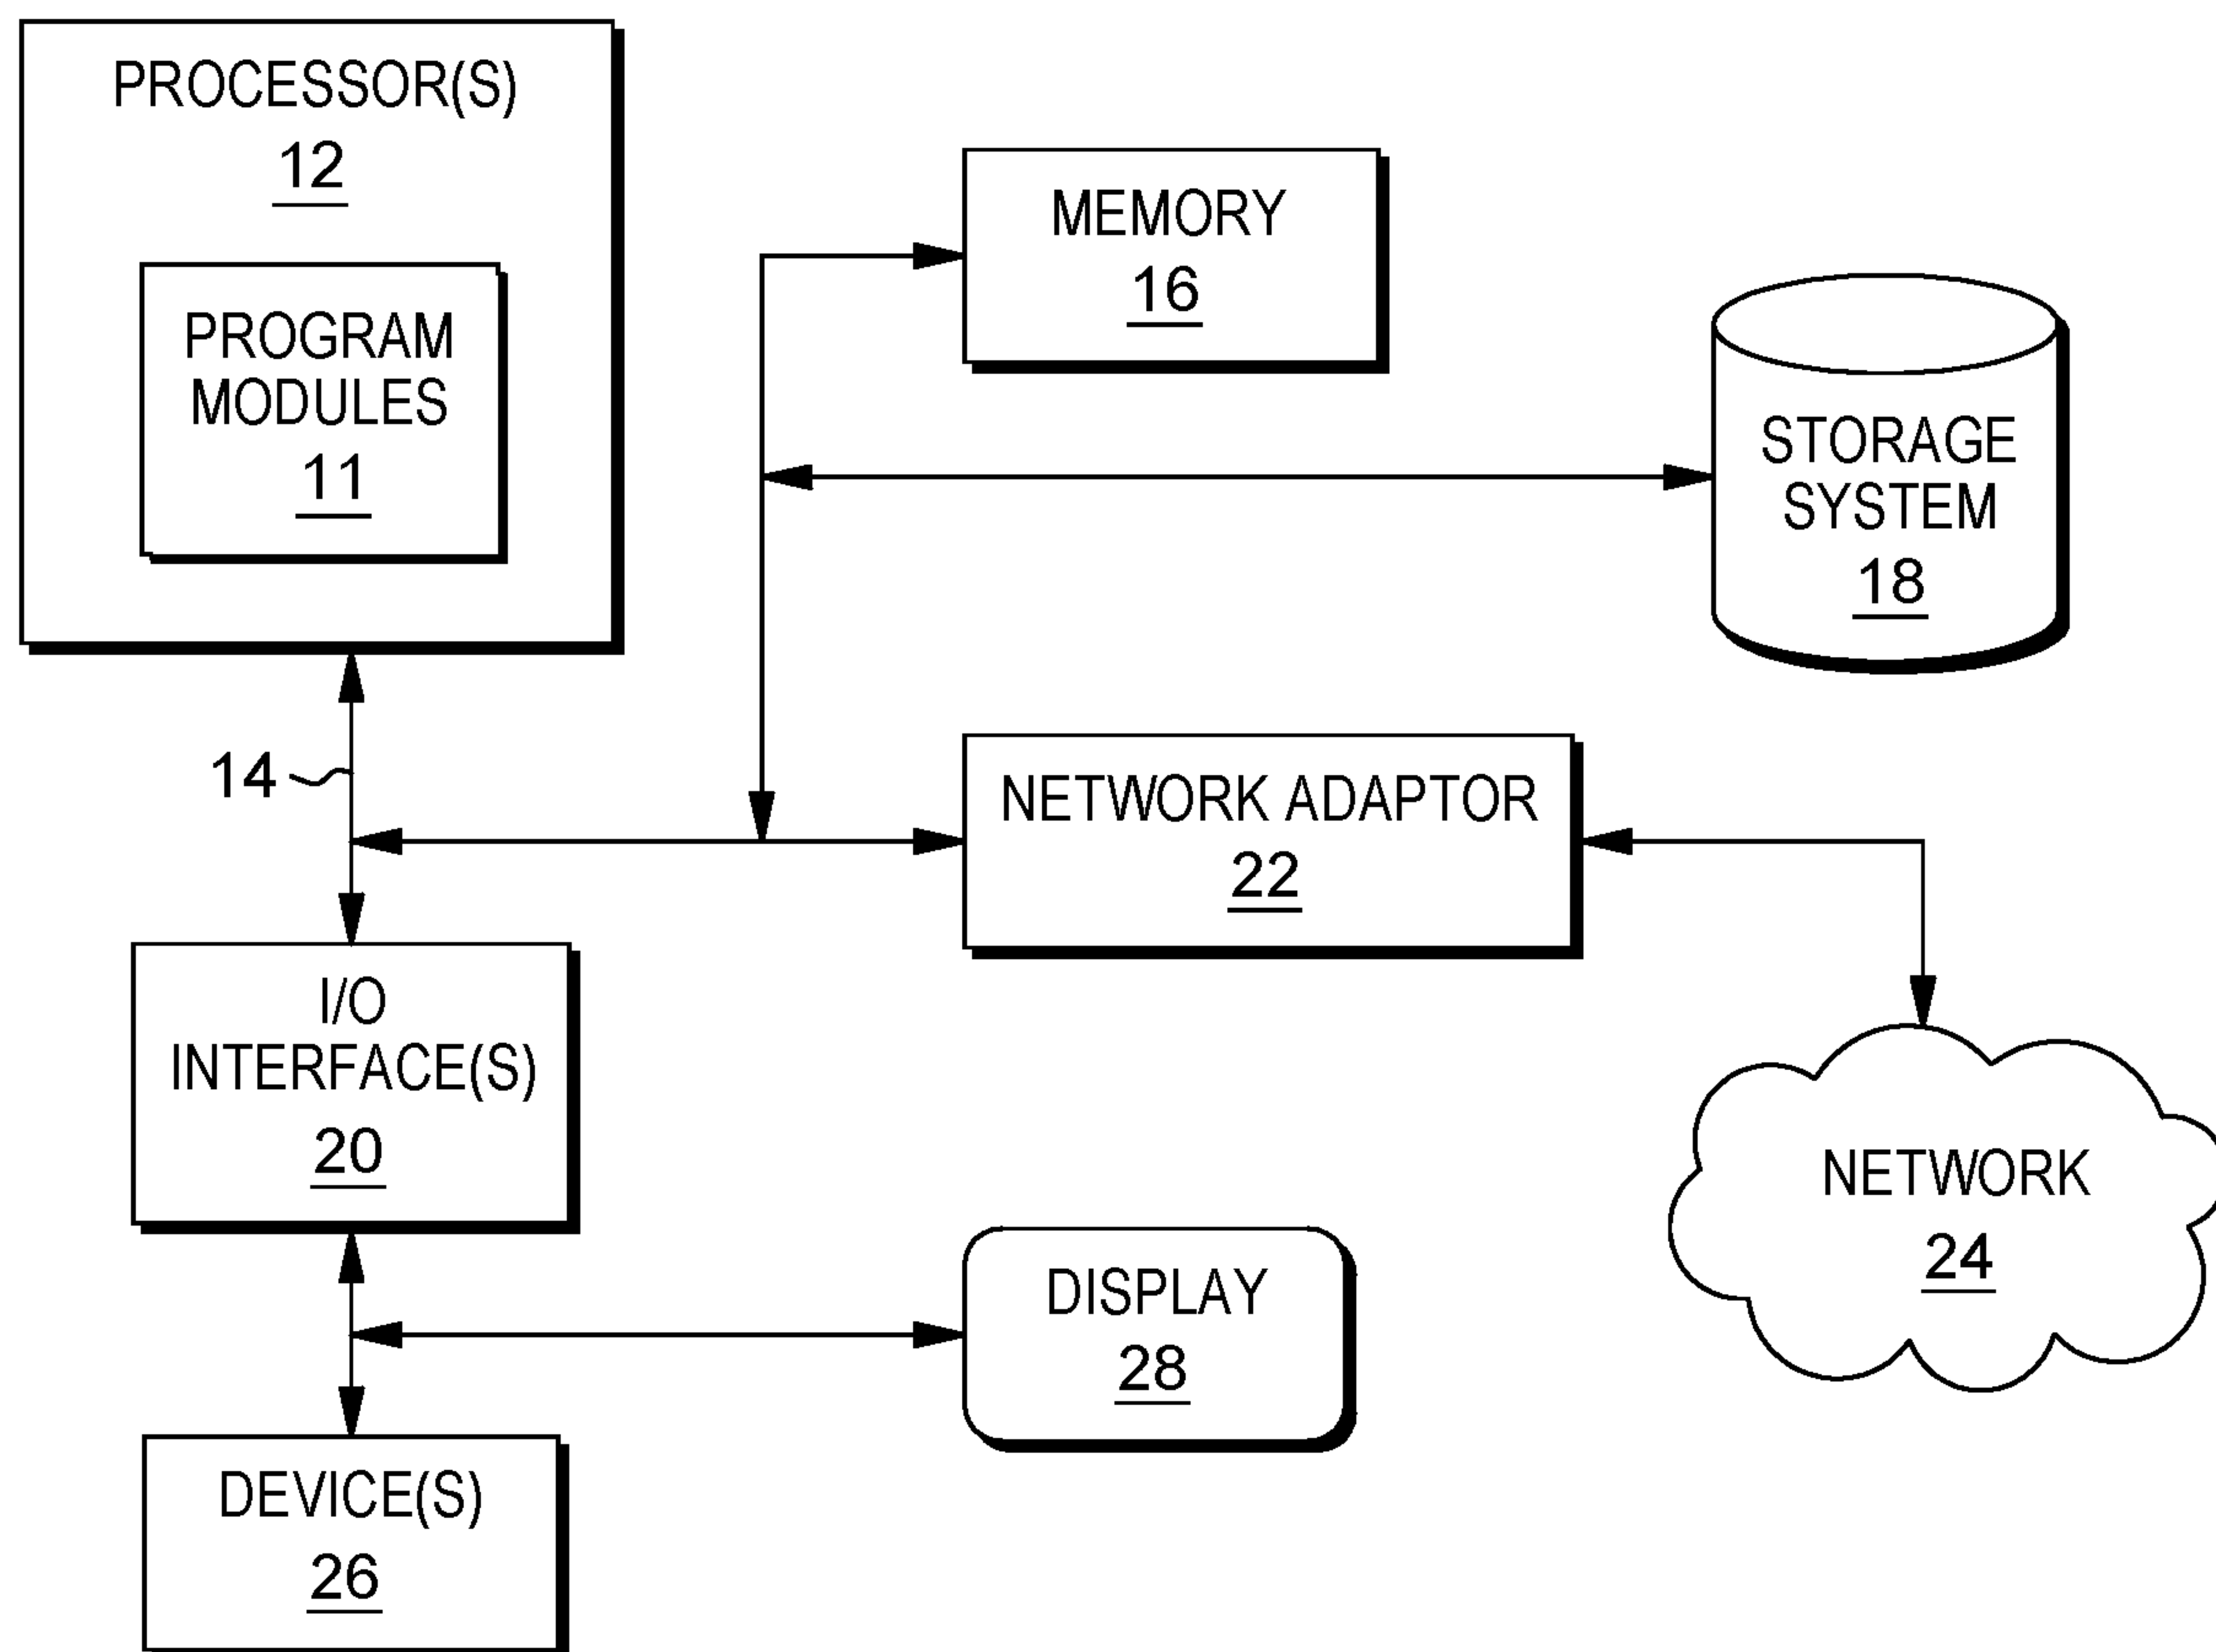 PROCESSOR(S)
12
PROGRAM
MODULES
11
MEMORY
16
STORAGE
SYSTEM
18
14
NETWORK ADAPTOR
22
I/O
INTERFACE(S)
20
NETWORK
24
DISPLAY
28
DEVICE(S)
26